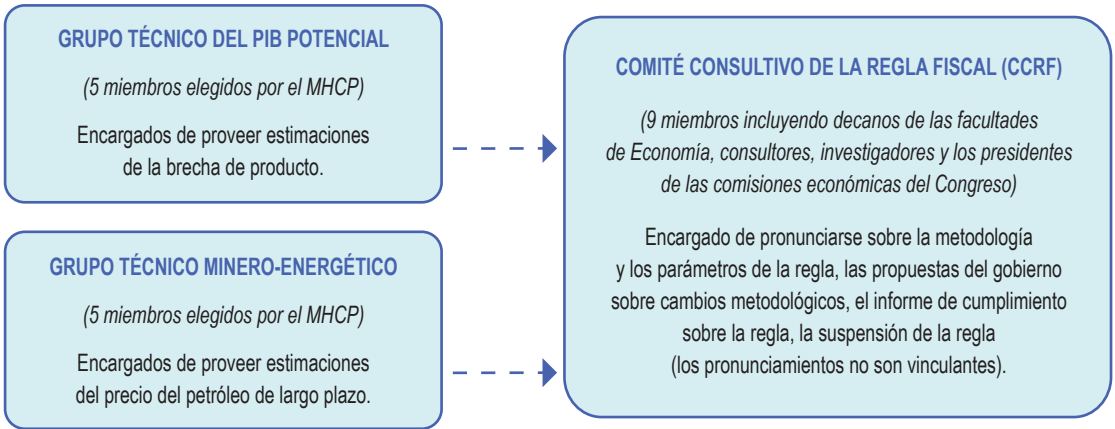 GRUPO TÉCNICO DEL PIB POTENCIAL
(5 miembros elegidos por el MHCP)
Encargados de proveer estimaciones
de la brecha de producto.
GRUPO TÉCNICO MINERO-ENERGÉTICO
(5 miembros elegidos por el MHCP)
Encargados de proveer estimaciones
del precio del petróleo de largo plazo.
COMITÉ CONSULTIVO DE LA REGLA FISCAL (CCRF)
(9 miembros incluyendo decanos de las facultades
de Economía, consultores, investigadores y los presidentes
de las comisiones económicas del Congreso)
Encargado de pronunciarse sobre la metodología
y los parámetros de la regla, las propuestas del gobierno
sobre cambios metodológicos, el informe de cumplimiento
sobre la regla, la suspensión de la regla
(los pronunciamientos no son vinculantes).